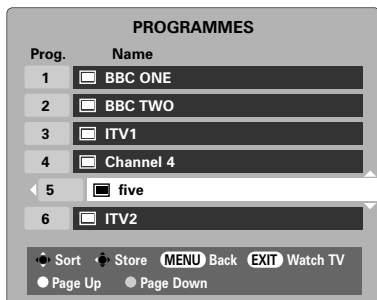 PROGRAMMES
Prog. Name
1 BBC ONE
2 BBC TWO
3 ITV1
4 Channel 4
5 five
6 ITV2
Sort Store MENU Back EXIT Watch TV
Page Up Page Down